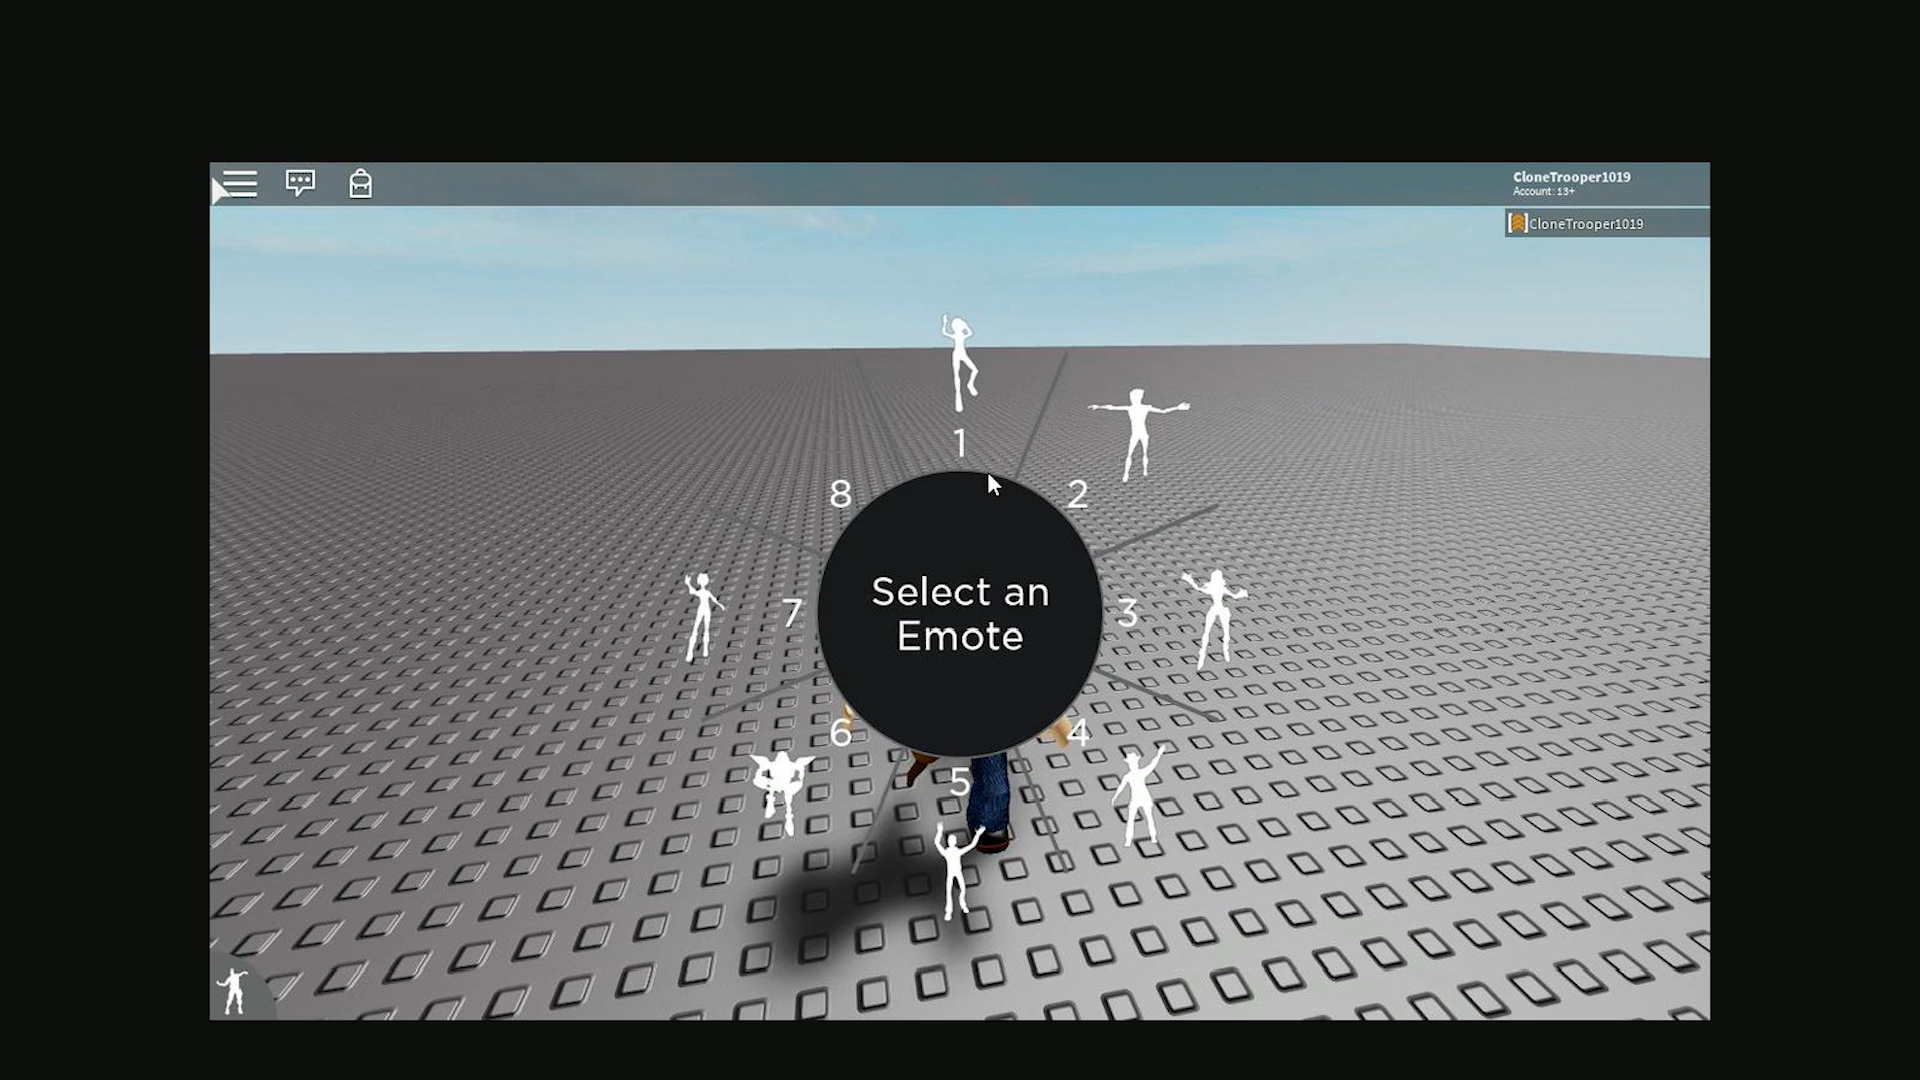 CloneTrooper1019
Account: 13+
CloneTrooper1019
1
8
2
Select an
Emote
7
3
6
4
5